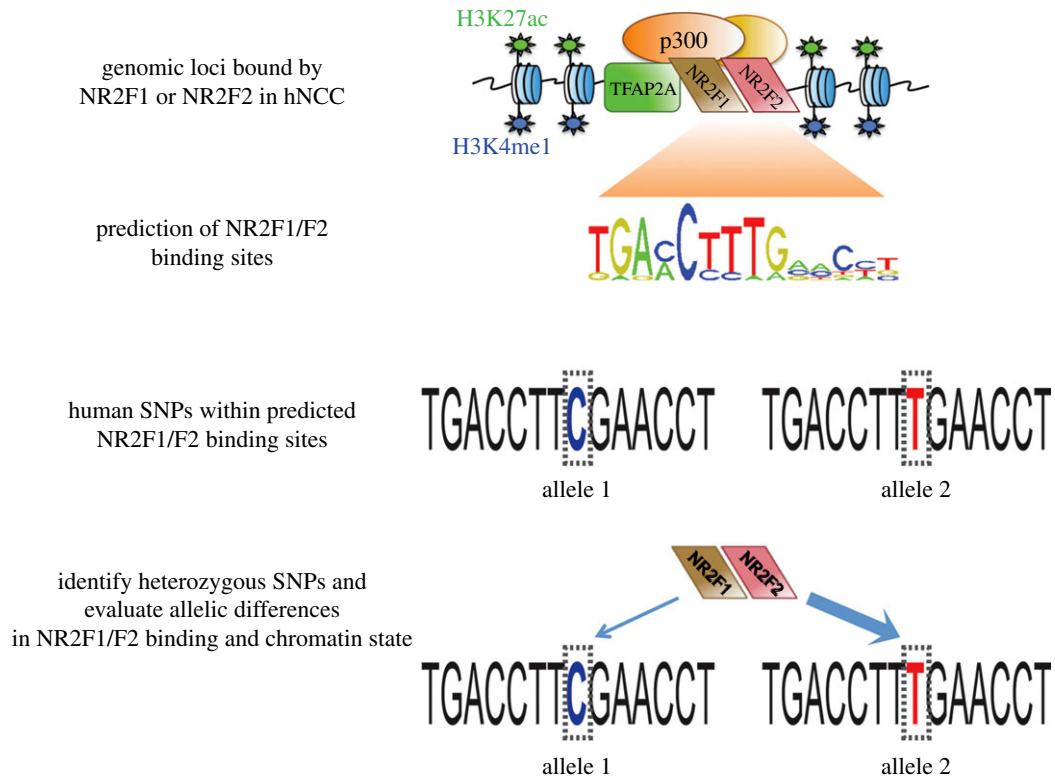 H3K27ac
p300
genomic loci bound by
NR2F1 or NR2F2 in hNCC
TFAP2A
NR2F1
NR2F2
H3K4me1
prediction of NR2F1/F2
binding sites
TGACCTTTG
human SNPs within predicted
NR2F1/F2 binding sites
TGACCTTCGAACCT
TGACCTTTGAACCT
allele 1
allele 2
identify heterozygous SNPs and
evaluate allelic differences
in NR2F1/F2 binding and chromatin state
NR2F1
NR2F2
TGACCTTCGAACCT
TGACCTTTGAACCT
allele 1
allele 2